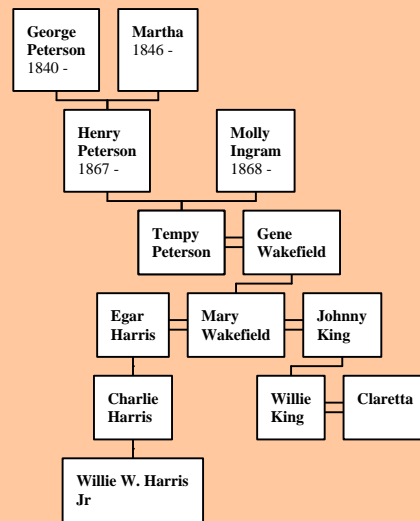 George
Peterson
1840 -
Martha
1846 -
Henry
Peterson
1867 -
Molly
Ingram
1868 -
Tempy
Peterson
Gene
Wakefield
Egar
Harris
Mary
Wakefield
Johnny
King
Charlie
Harris
Willie
King
Claretta
Willie W. Harris
Jr